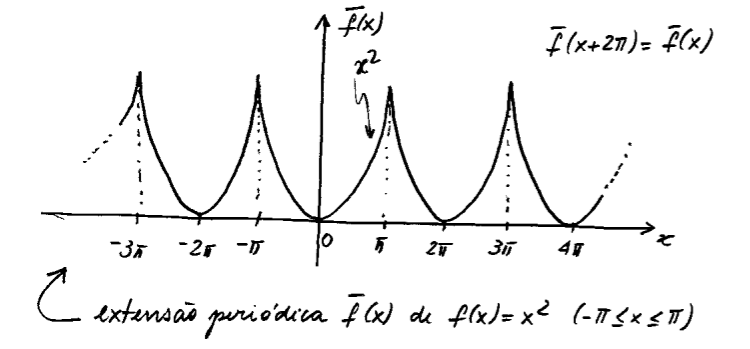 f̄(x)
f̄(x+2π)= f̄(x)
x²
-3π -2π -π 0 π 2π 3π 4π x
extensão periódica f̄(x) de f(x)= x² (-π≤x≤π)